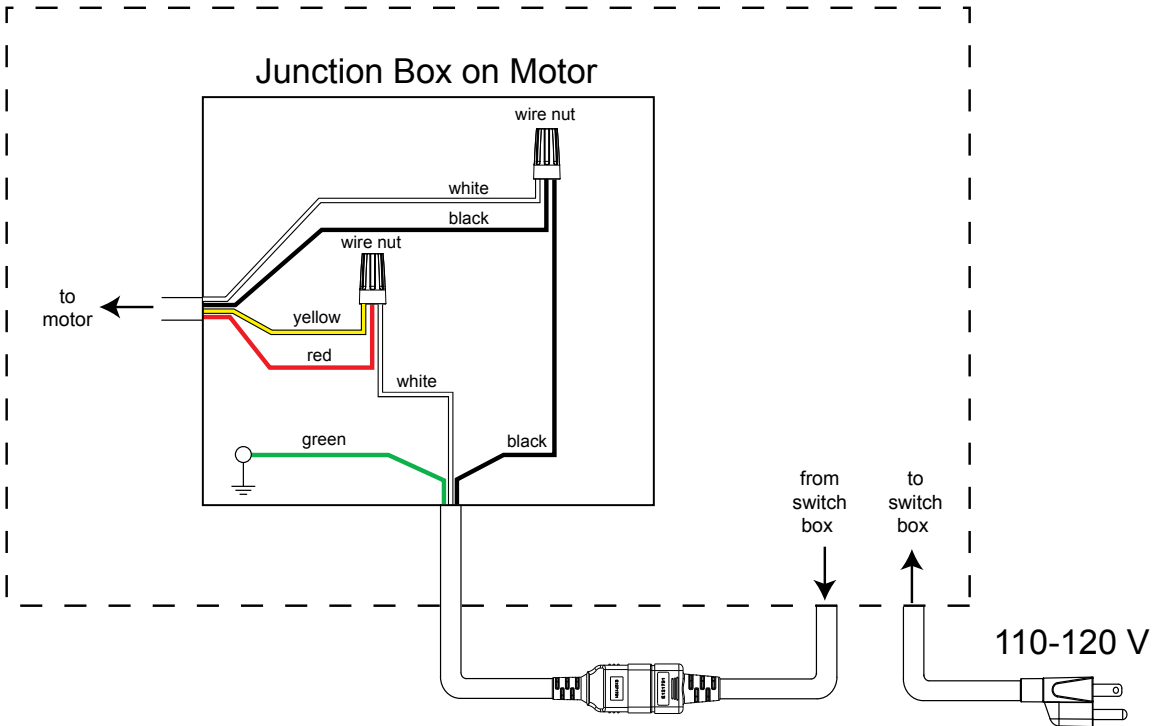 Junction Box on Motor
wire nut
white
black
wire nut
to
motor
yellow
red
white
green
black
from
switch
box
to
switch
box
110-120 V